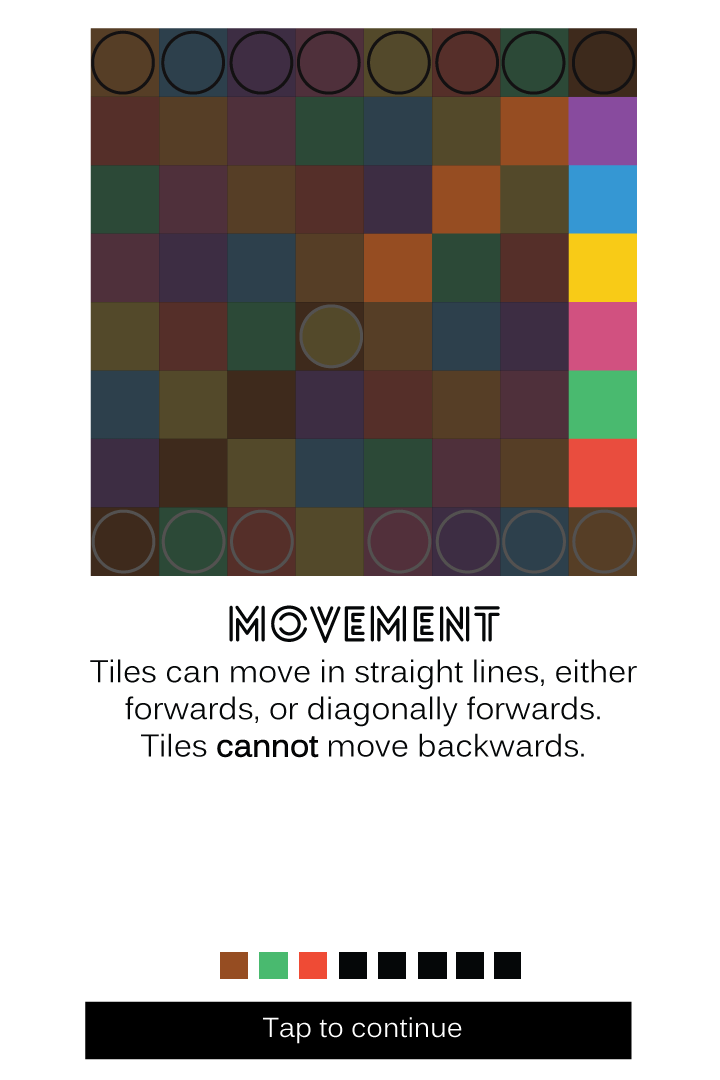 MOVEMENT
Tiles can move in straight lines, either
forwards, or diagonally forwards.
Tiles cannot move backwards.
Tap to continue